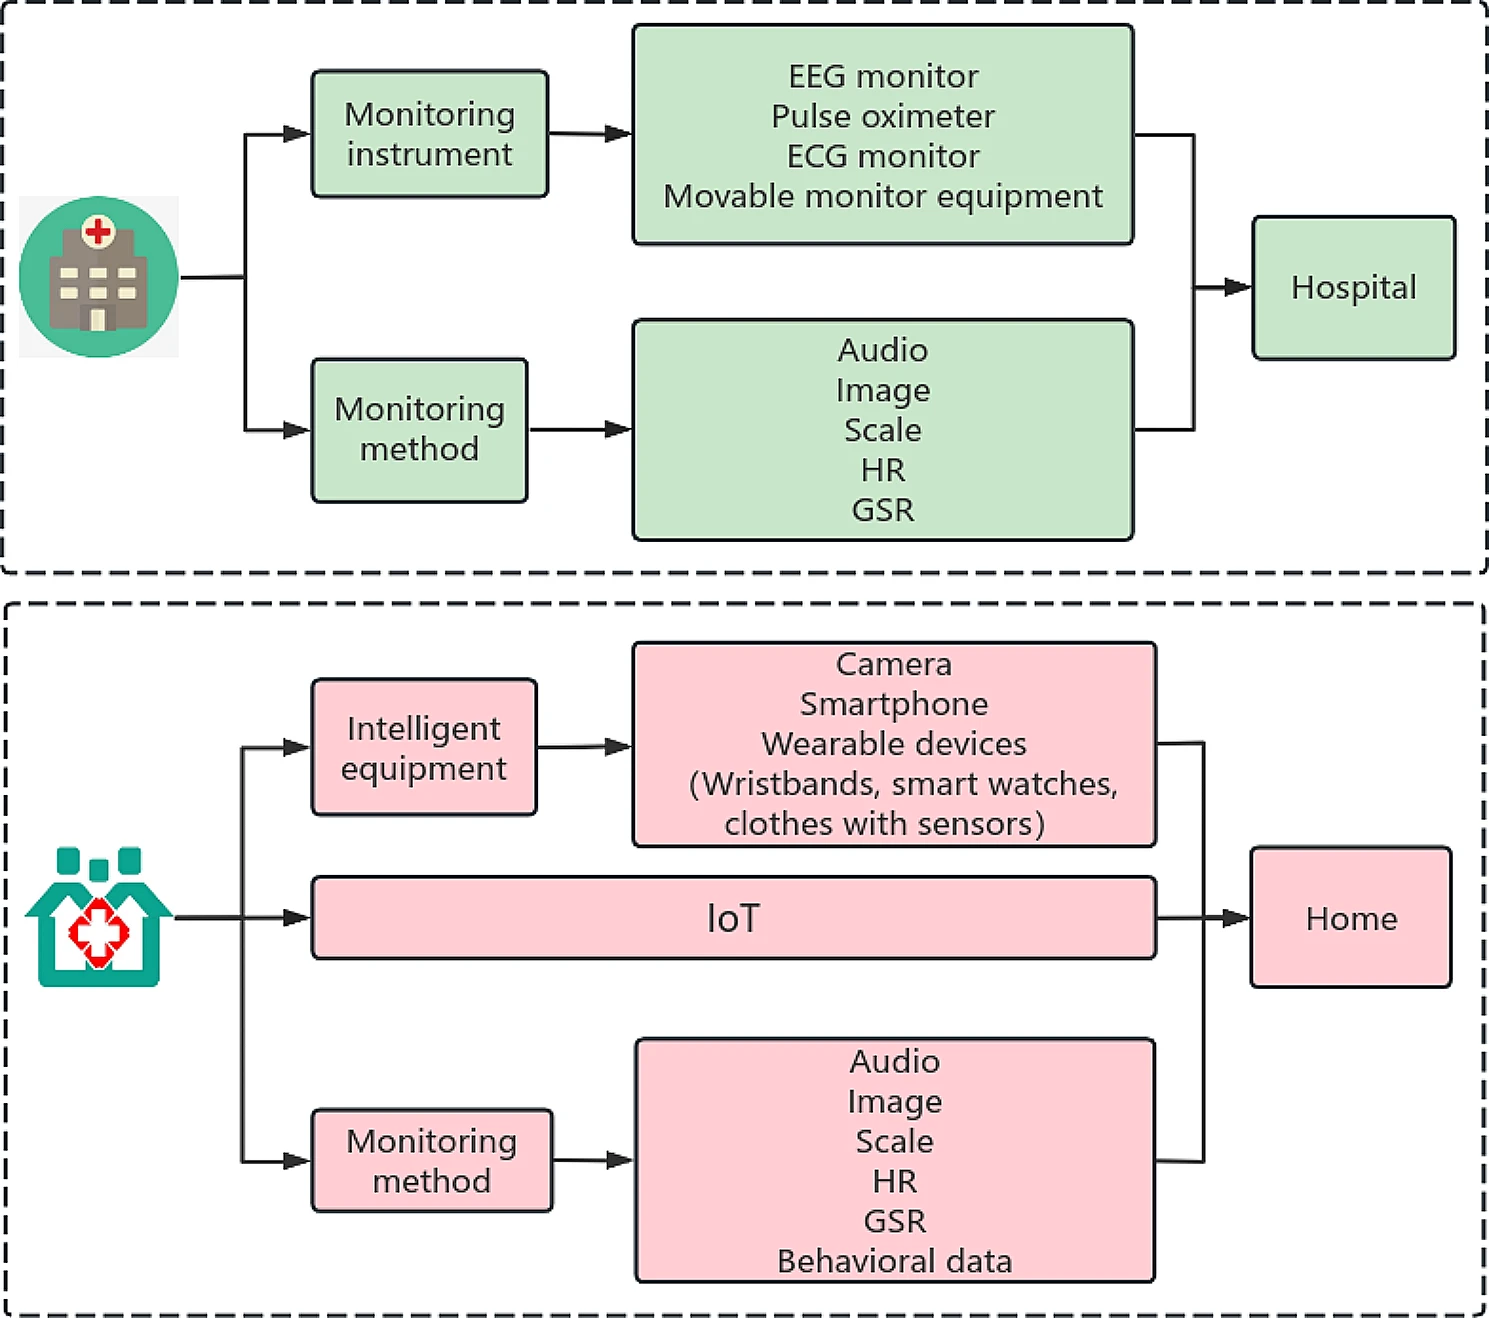 Monitoring
instrument
EEG monitor
Pulse oximeter
ECG monitor
Movable monitor equipment
Monitoring
method
Audio
Image
Scale
HR
GSR
Hospital
Intelligent
equipment
Camera
Smartphone
Wearable devices
(Wristbands, smart watches,
clothes with sensors)
IoT
Monitoring
method
Audio
Image
Scale
HR
GSR
Behavioral data
Home